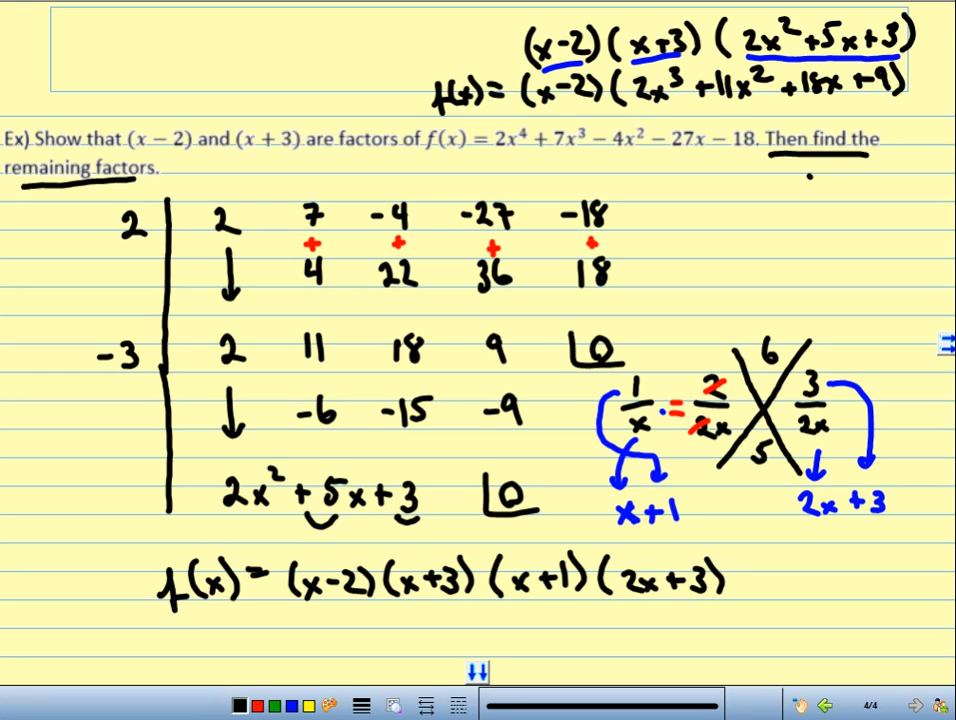 (x-2)(x+3)(2x²+5x+3)
f(x)=(x-2)(2x³+11x²+18x+9)
Ex) Show that (x − 2) and (x + 3) are factors of f(x) = 2x⁴ + 7x³ − 4x² − 27x − 18. Then find the
remaining factors.
2 | 2 7 -4 -27 -18
+ + + +
4 22 36 18
-3 | 2 11 18 9 |0
-6 -15 -9
2x²+5x+3 |0
6
1/x = 2/2x 3/2x
5
x+1 2x+3
f(x)=(x-2)(x+3)(x+1)(2x+3)
4/4